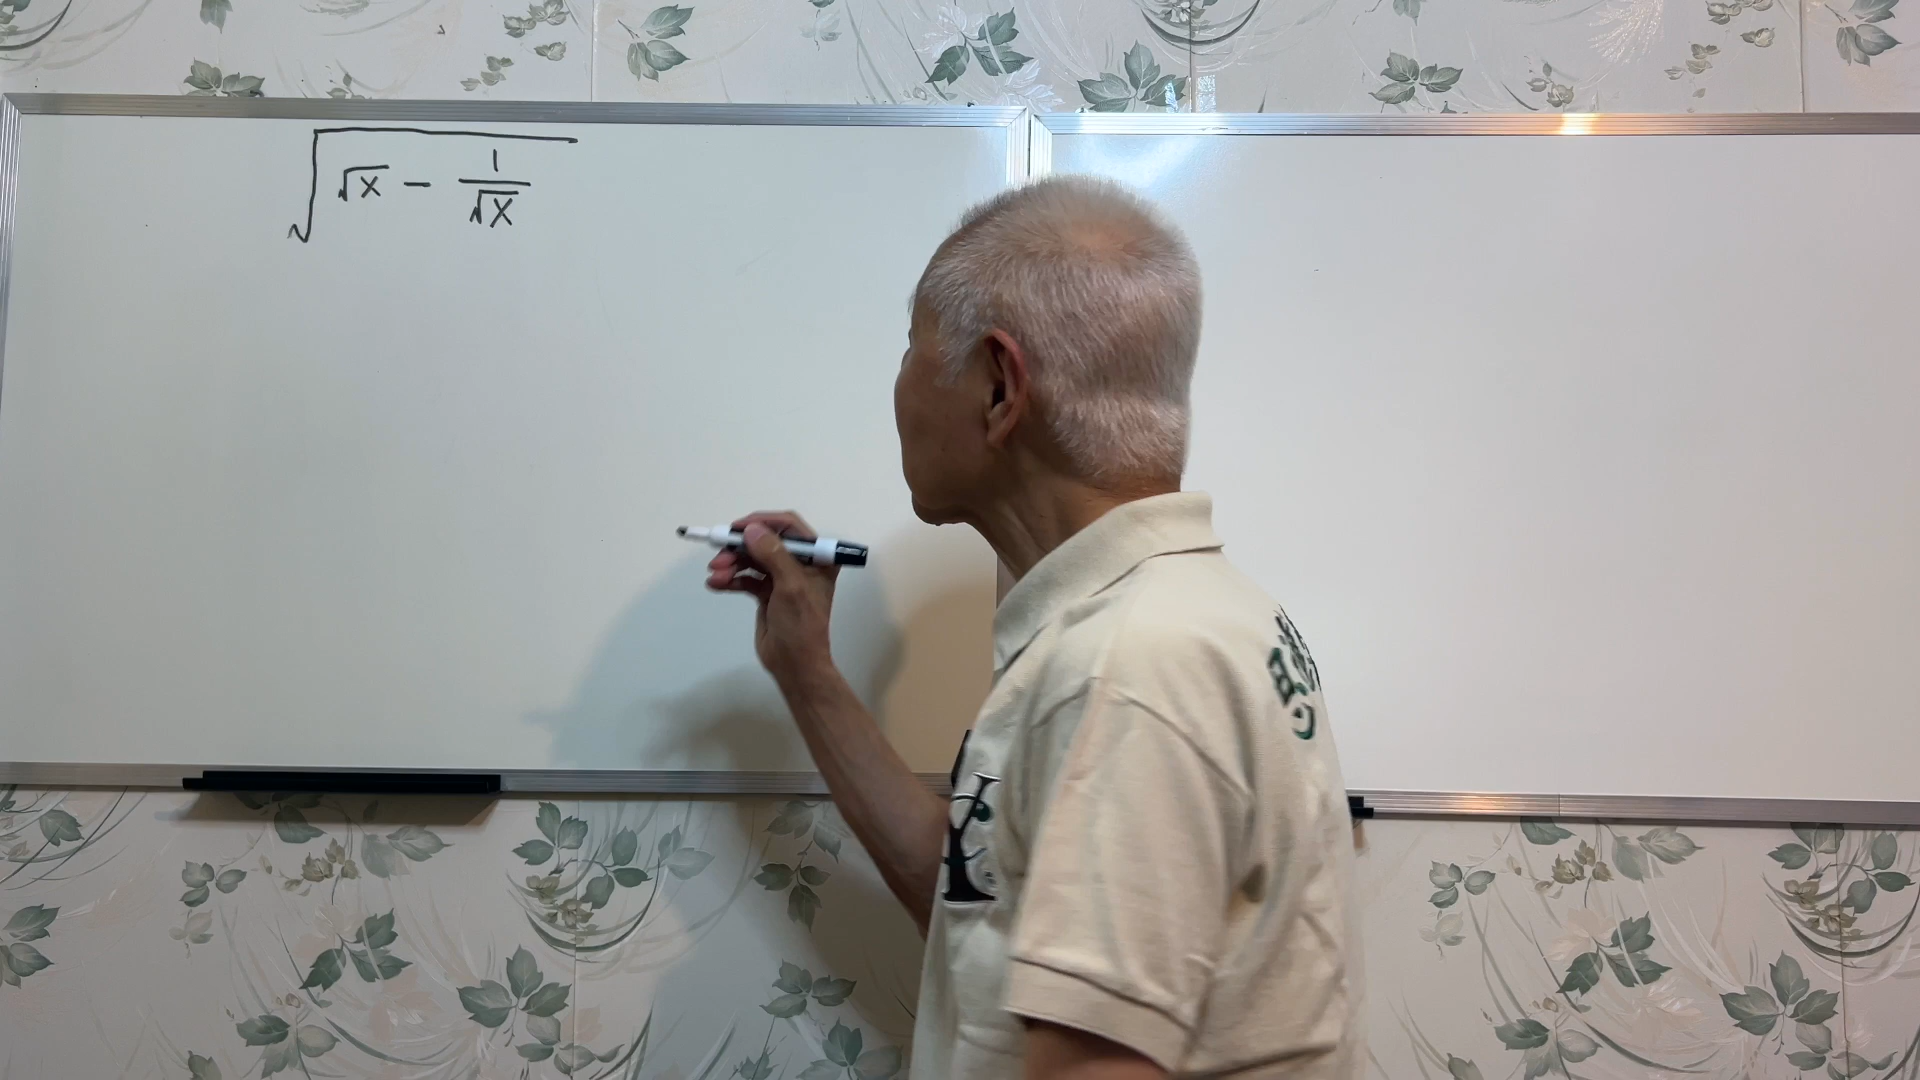 √(√x - 1/√x)